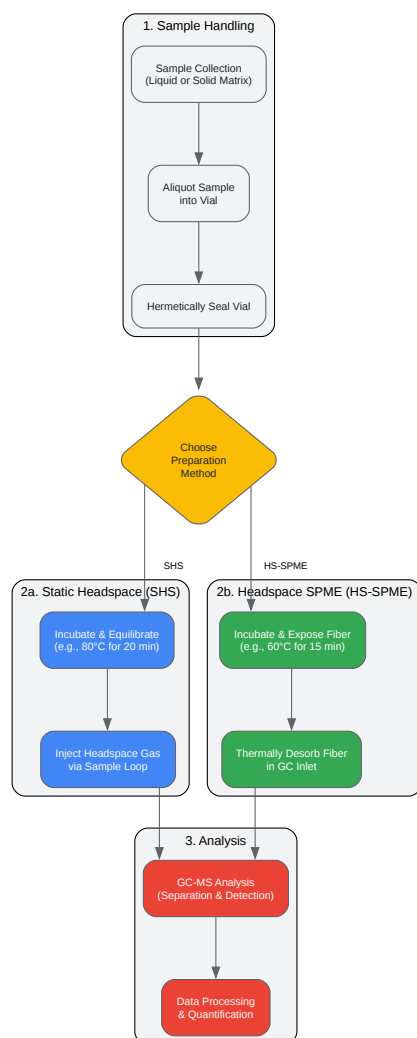 1. Sample Handling
Sample Collection
(Liquid or Solid Matrix)
Aliquot Sample
into Vial
Hermetically Seal Vial
Choose
Preparation
Method
SHS
HS-SPME
2a. Static Headspace (SHS)
Incubate & Equilibrate
(e.g., 80°C for 20 min)
Inject Headspace Gas
via Sample Loop
2b. Headspace SPME (HS-SPME)
Incubate & Expose Fiber
(e.g., 60°C for 15 min)
Thermally Desorb Fiber
in GC Inlet
3. Analysis
GC-MS Analysis
(Separation & Detection)
Data Processing
& Quantification